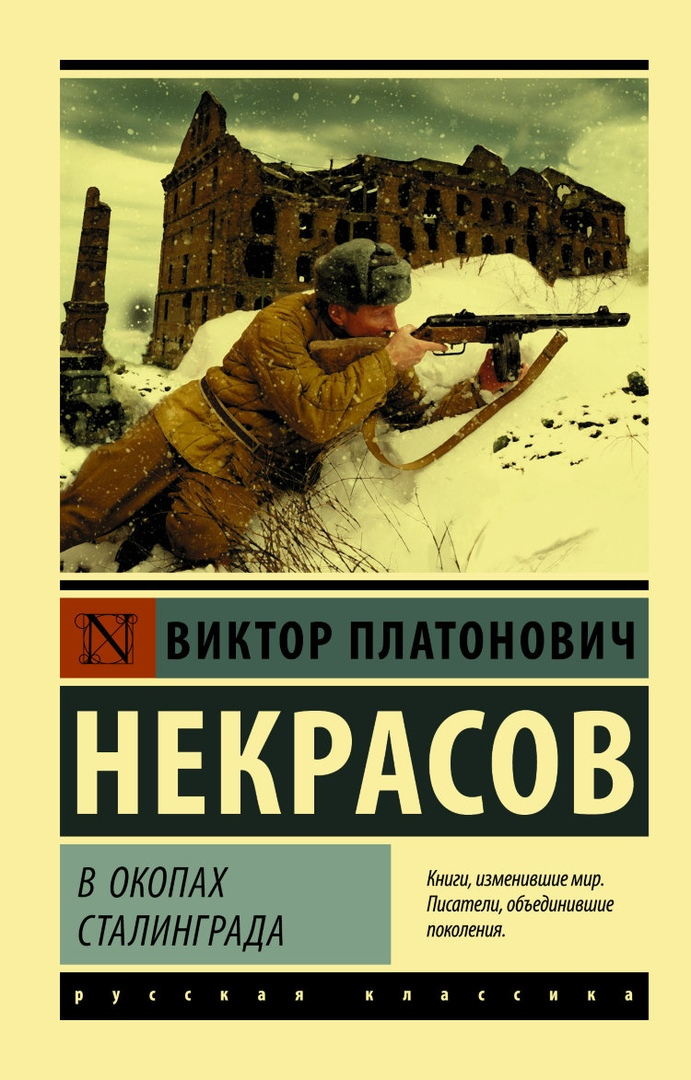 N
ВИКТОР ПЛАТОНОВИЧ
НЕКРАСОВ
В ОКОПАХ
СТАЛИНГРАДА
Книги, изменившие мир.
Писатели, объединившие
поколения.
русская классика